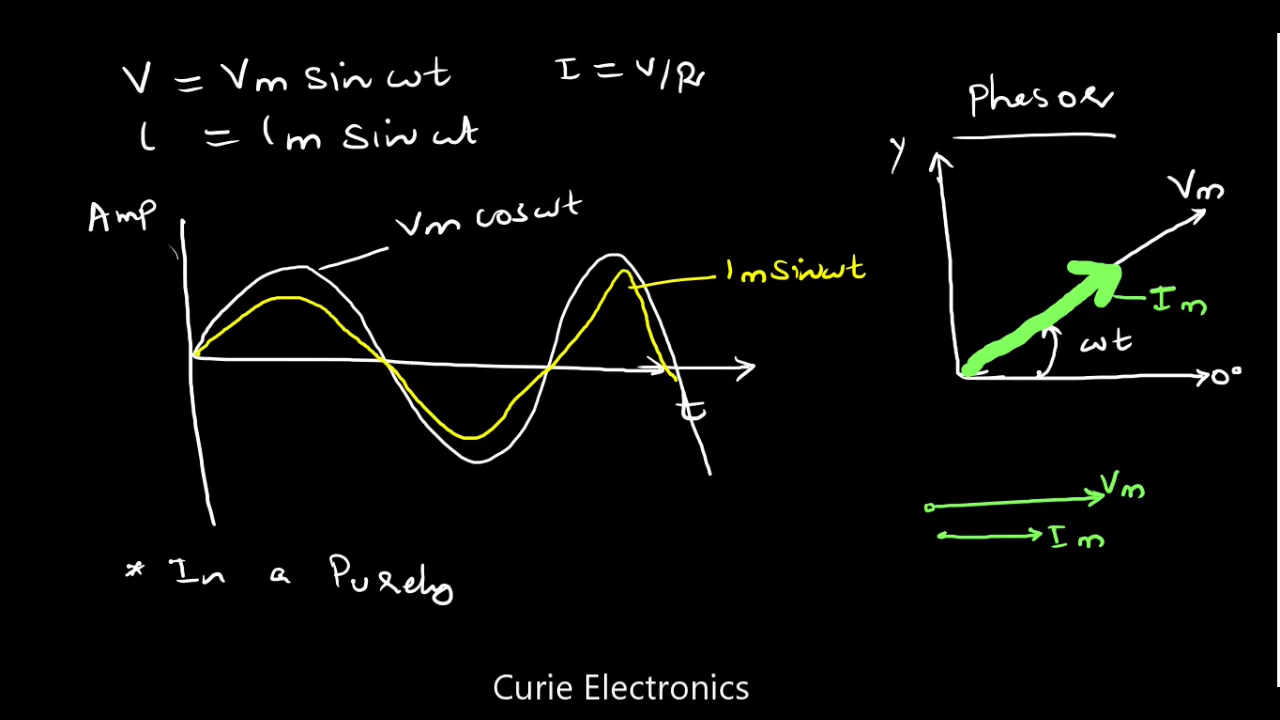 V = Vm sin ωt
I = V/R
i = im sin ωt
Phasor
Y
Vm
Amp
Vm cos ωt
Im sin ωt
Im
ωt
0°
t
Vm
Im
* In a Purely
Curie Electronics